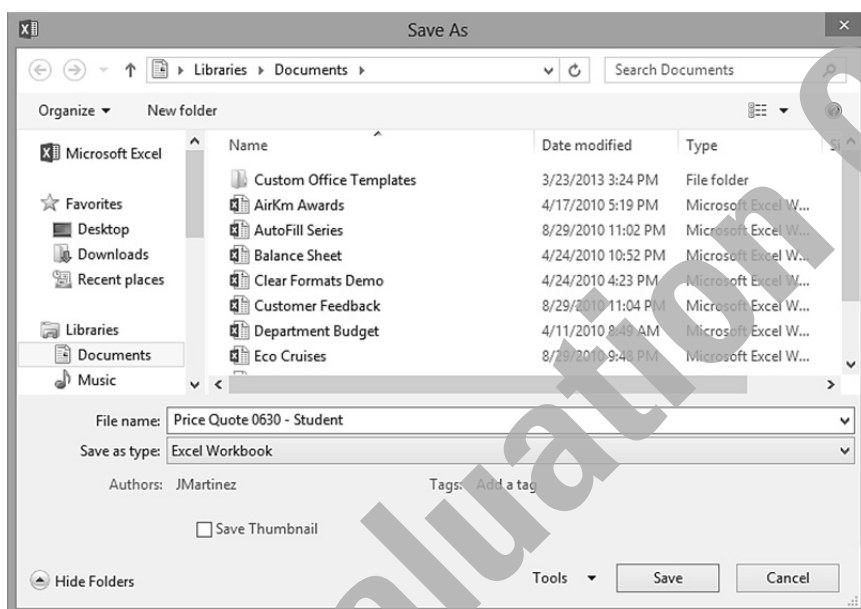 Save As
Libraries Documents
Search Documents
Organize New folder
Microsoft Excel
Favorites
Desktop
Downloads
Recent places
Libraries
Documents
Music
Name Date modified Type
Custom Office Templates 3/23/2013 3:24 PM File folder
AirKm Awards 4/17/2010 5:19 PM Microsoft Excel W...
AutoFill Series 8/29/2010 11:02 PM Microsoft Excel W...
Balance Sheet 4/24/2010 10:52 PM Microsoft Excel W...
Clear Formats Demo 4/24/2010 4:23 PM Microsoft Excel W...
Customer Feedback 8/29/2010 11:04 PM Microsoft Excel W...
Department Budget 4/11/2010 8:49 AM Microsoft Excel W...
Eco Cruises 8/29/2010 9:48 PM Microsoft Excel W...
File name: Price Quote 0630 - Student
Save as type: Excel Workbook
Authors: JMartinez Tags: Add a tag
Save Thumbnail
Hide Folders
Tools Save Cancel